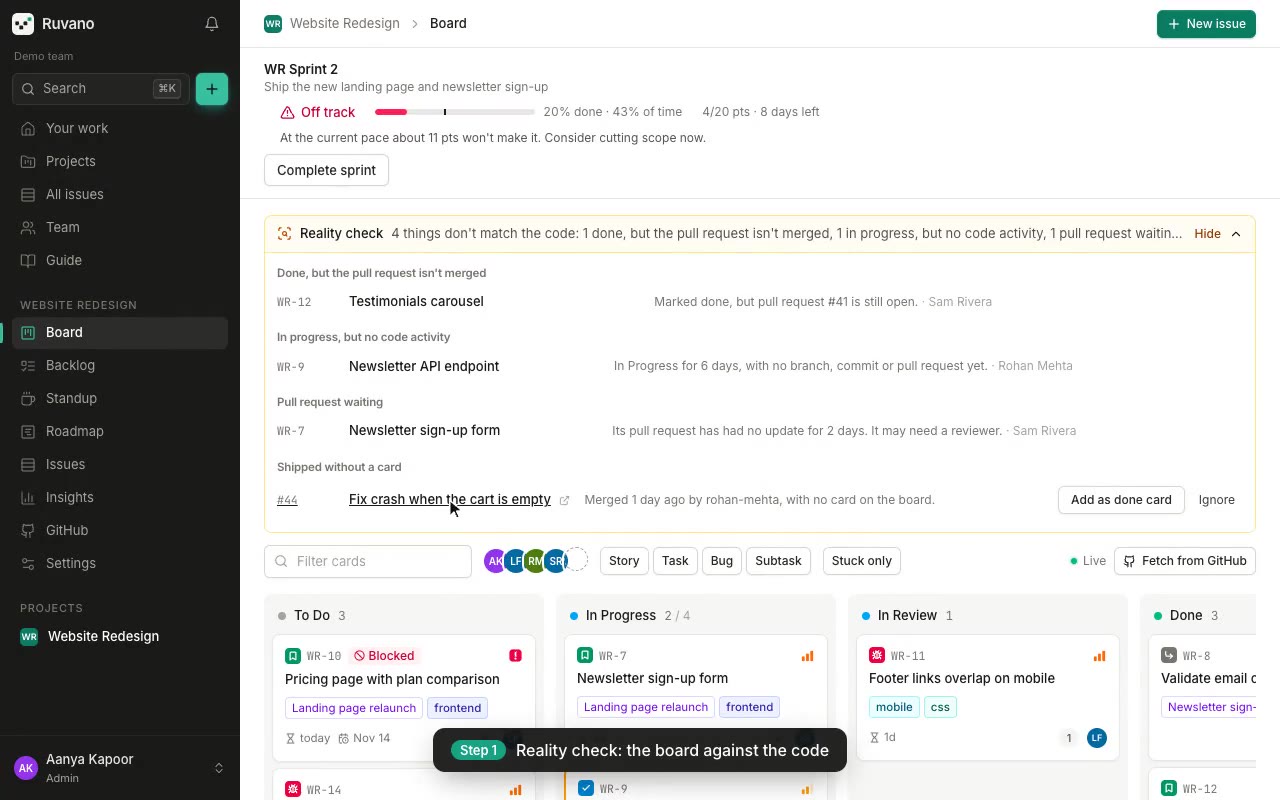 Ruvano
Demo team
Search ⌘K
Your work
Projects
All issues
Team
Guide
WEBSITE REDESIGN
Board
Backlog
Standup
Roadmap
Issues
Insights
GitHub
Settings
PROJECTS
WR Website Redesign
AK Aanya Kapoor
Admin
WR Website Redesign > Board
+ New issue
WR Sprint 2
Ship the new landing page and newsletter sign-up
Off track 20% done · 43% of time 4/20 pts · 8 days left
At the current pace about 11 pts won't make it. Consider cutting scope now.
Complete sprint
Reality check 4 things don't match the code: 1 done, but the pull request isn't merged, 1 in progress, but no code activity, 1 pull request waitin... Hide
Done, but the pull request isn't merged
WR-12 Testimonials carousel Marked done, but pull request #41 is still open. · Sam Rivera
In progress, but no code activity
WR-9 Newsletter API endpoint In Progress for 6 days, with no branch, commit or pull request yet. · Rohan Mehta
Pull request waiting
WR-7 Newsletter sign-up form Its pull request has had no update for 2 days. It may need a reviewer. · Sam Rivera
Shipped without a card
#44 Fix crash when the cart is empty Merged 1 day ago by rohan-mehta, with no card on the board. Add as done card Ignore
Filter cards AK LF RM SR Story Task Bug Subtask Stuck only Live Fetch from GitHub
To Do 3
WR-10 Blocked
Pricing page with plan comparison
Landing page relaunch frontend
today Nov 14
WR-14
In Progress 2 / 4
WR-7
Newsletter sign-up form
Landing page relaunch frontend
WR-9
In Review 1
WR-11
Footer links overlap on mobile
mobile css
1d 1 LF
Done 3
WR-8
Validate email
Newsletter sign-
WR-12
Step 1 Reality check: the board against the code